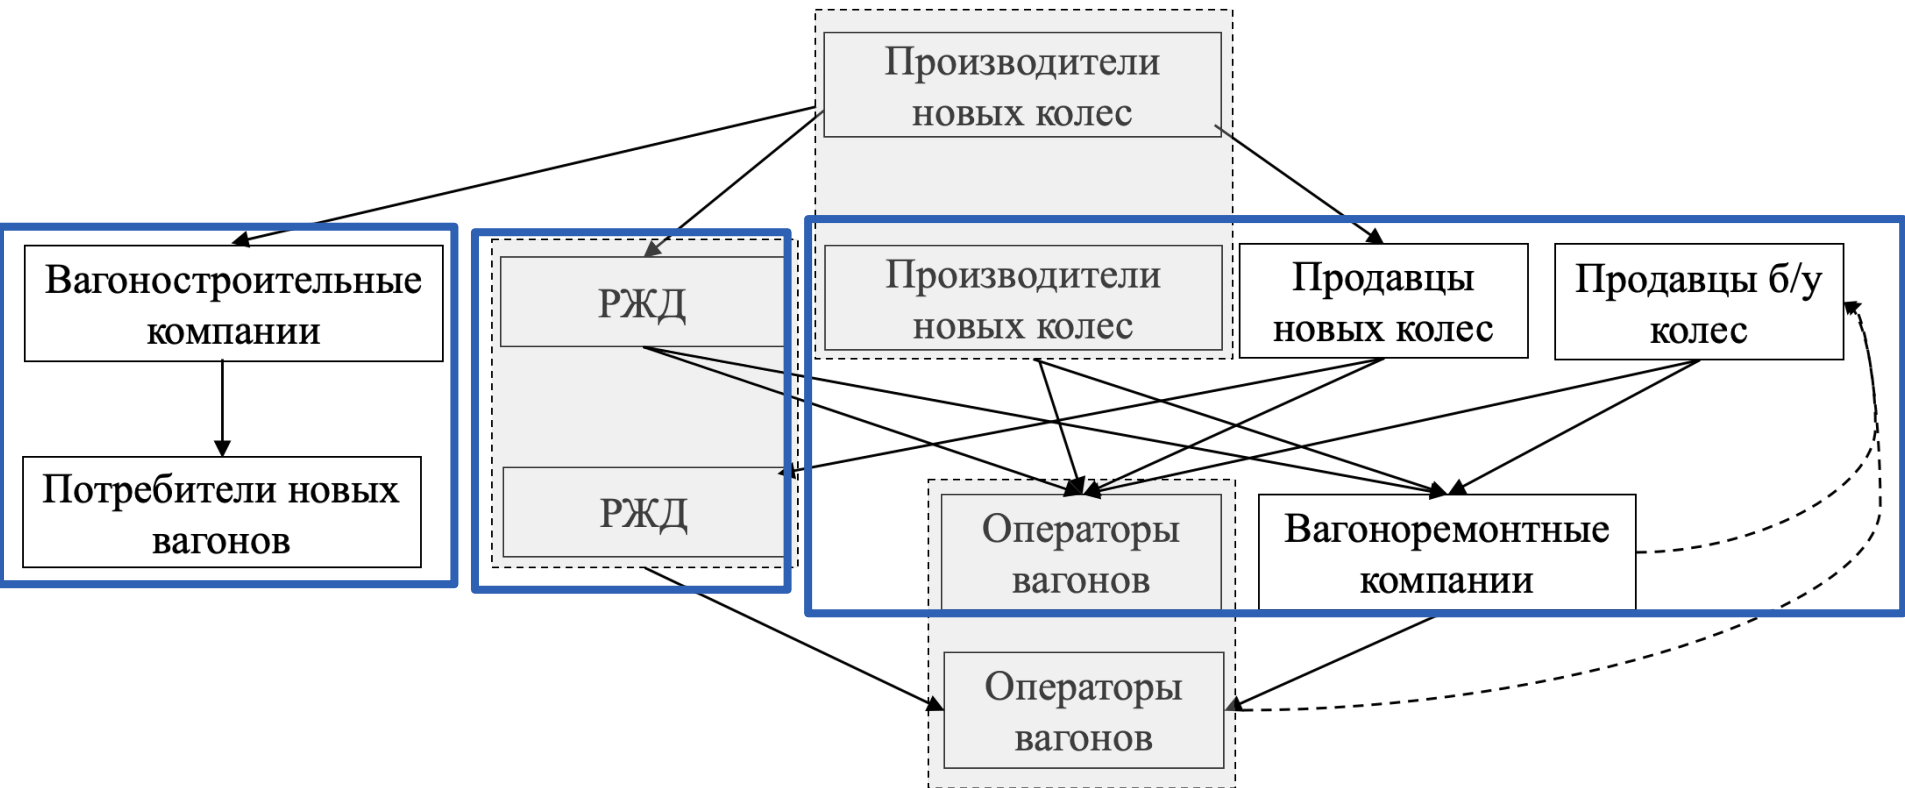 Производители
новых колес
Вагоностроительные
компании
РЖД
Производители
новых колес
Продавцы
новых колес
Продавцы б/у
колес
Потребители новых
вагонов
РЖД
Операторы
вагонов
Вагоноремонтные
компании
Операторы
вагонов